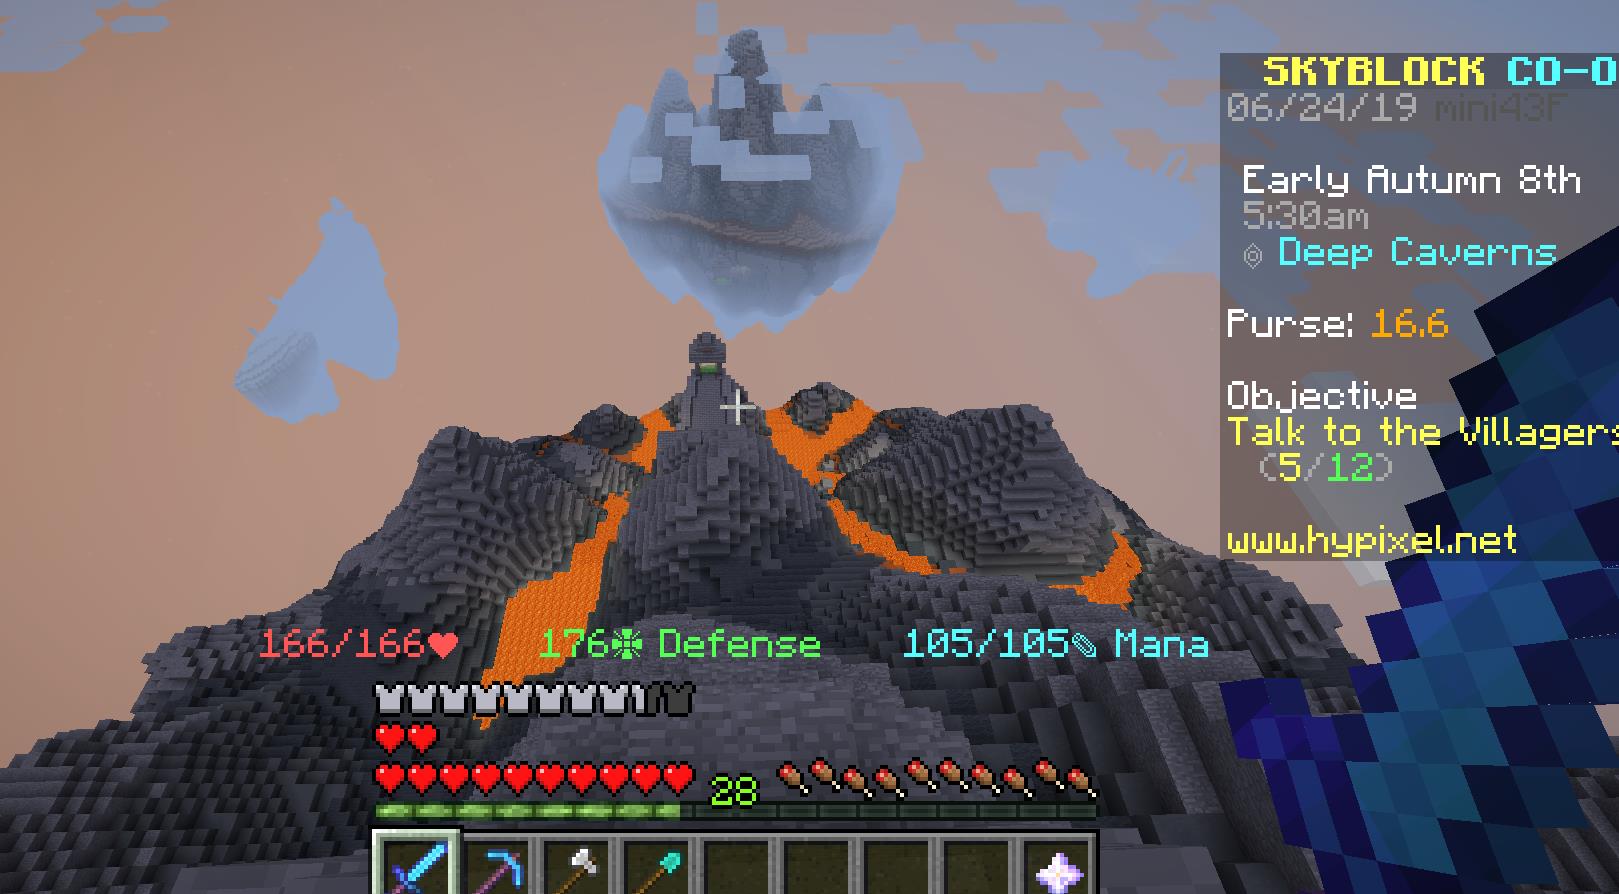 SKYBLOCK CO-O
06/24/19 mini43F
Early Autumn 8th
5:30am
Deep Caverns
Purse: 16.6
Objective
Talk to the Villagers
(5/12)
www.hypixel.net
166/166❤ 176 Defense 105/105✎ Mana
28